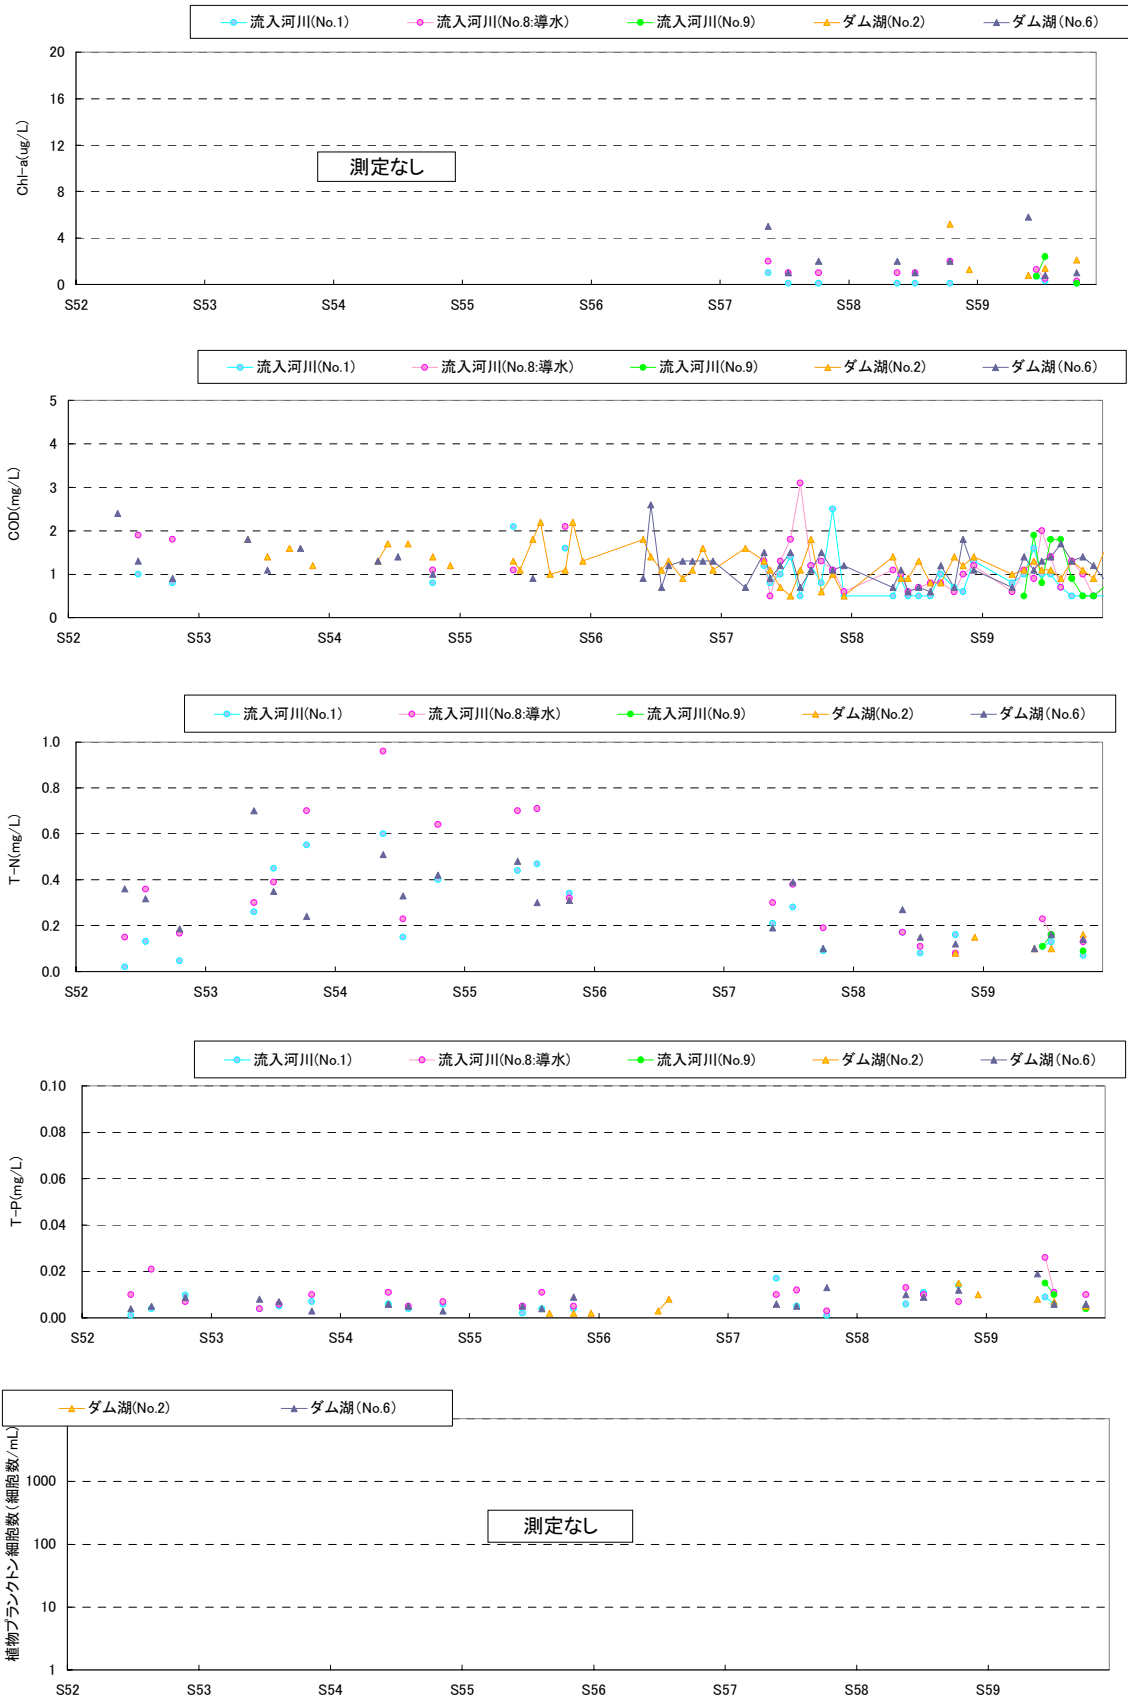 流入河川(No.1) 流入河川(No.8:導水) 流入河川(No.9) ダム湖(No.2) ダム湖(No.6)
Chl-a(ug/L)
20
16
12
8
4
0
測定なし
S52 S53 S54 S55 S56 S57 S58 S59
流入河川(No.1) 流入河川(No.8:導水) 流入河川(No.9) ダム湖(No.2) ダム湖(No.6)
COD(mg/L)
5
4
3
2
1
0
S52 S53 S54 S55 S56 S57 S58 S59
流入河川(No.1) 流入河川(No.8:導水) 流入河川(No.9) ダム湖(No.2) ダム湖(No.6)
T-N(mg/L)
1.0
0.8
0.6
0.4
0.2
0.0
S52 S53 S54 S55 S56 S57 S58 S59
流入河川(No.1) 流入河川(No.8:導水) 流入河川(No.9) ダム湖(No.2) ダム湖(No.6)
T-P(mg/L)
0.10
0.08
0.06
0.04
0.02
0.00
S52 S53 S54 S55 S56 S57 S58 S59
ダム湖(No.2) ダム湖(No.6)
植物プランクトン細胞数(細胞数/mL)
1000
100
10
1
測定なし
S52 S53 S54 S55 S56 S57 S58 S59